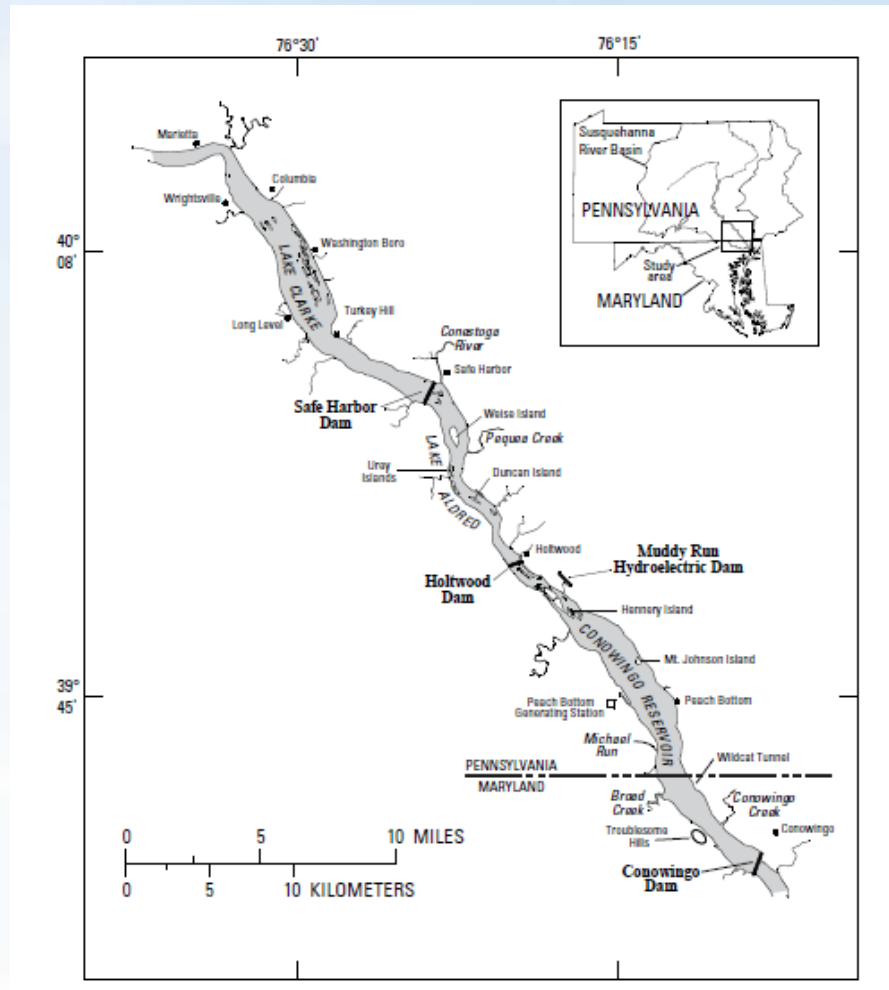 76°30'
76°15'
Susquehanna
River Basin
PENNSYLVANIA
Study
area
MARYLAND
Marietta
Columbia
Wrightsville
40°
08'
Washington Boro
LAKE CLARKE
Long Level
Turkey Hill
Conestoga
River
Safe Harbor
Safe Harbor
Dam
Weise Island
Pequea Creek
LAKE
ALDRED
Urey
Islands
Duncan Island
Holtwood
Muddy Run
Hydroelectric Dam
Holtwood
Dam
Hennery Island
CONOWINGO RESERVOIR
Mt. Johnson Island
39°
45'
Peach Bottom
Generating Station
Peach Bottom
Michael
Run
Wildcat Tunnel
PENNSYLVANIA
MARYLAND
Broad
Creek
Conowingo
Creek
Troublesome
Hills
Conowingo
Conowingo
Dam
0 5 10 MILES
0 5 10 KILOMETERS